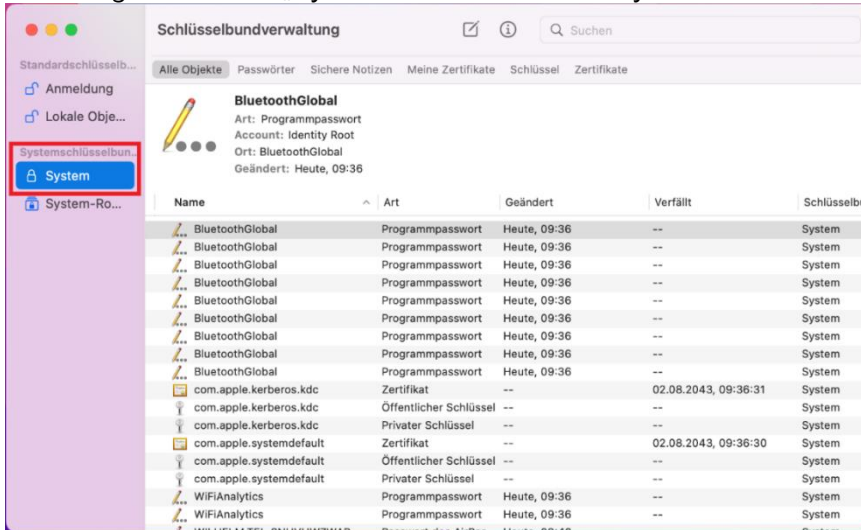 Schlüsselbundverwaltung
Suchen
Standardschlüsselb...
Anmeldung
Lokale Obje...
Systemschlüsselbun...
System
System-Ro...
Alle Objekte Passwörter Sichere Notizen Meine Zertifikate Schlüssel Zertifikate
BluetoothGlobal
Art: Programmpasswort
Account: Identity Root
Ort: BluetoothGlobal
Geändert: Heute, 09:36
Name Art Geändert Verfällt Schlüsselb
BluetoothGlobal Programmpasswort Heute, 09:36 -- System
BluetoothGlobal Programmpasswort Heute, 09:36 -- System
BluetoothGlobal Programmpasswort Heute, 09:36 -- System
BluetoothGlobal Programmpasswort Heute, 09:36 -- System
BluetoothGlobal Programmpasswort Heute, 09:36 -- System
BluetoothGlobal Programmpasswort Heute, 09:36 -- System
BluetoothGlobal Programmpasswort Heute, 09:36 -- System
BluetoothGlobal Programmpasswort Heute, 09:36 -- System
BluetoothGlobal Programmpasswort Heute, 09:36 -- System
com.apple.kerberos.kdc Zertifikat -- 02.08.2043, 09:36:31 System
com.apple.kerberos.kdc Öffentlicher Schlüssel -- -- System
com.apple.kerberos.kdc Privater Schlüssel -- -- System
com.apple.systemdefault Zertifikat -- 02.08.2043, 09:36:30 System
com.apple.systemdefault Öffentlicher Schlüssel -- -- System
com.apple.systemdefault Privater Schlüssel -- -- System
WiFiAnalytics Programmpasswort Heute, 09:36 -- System
WiFiAnalytics Programmpasswort Heute, 09:36 -- System